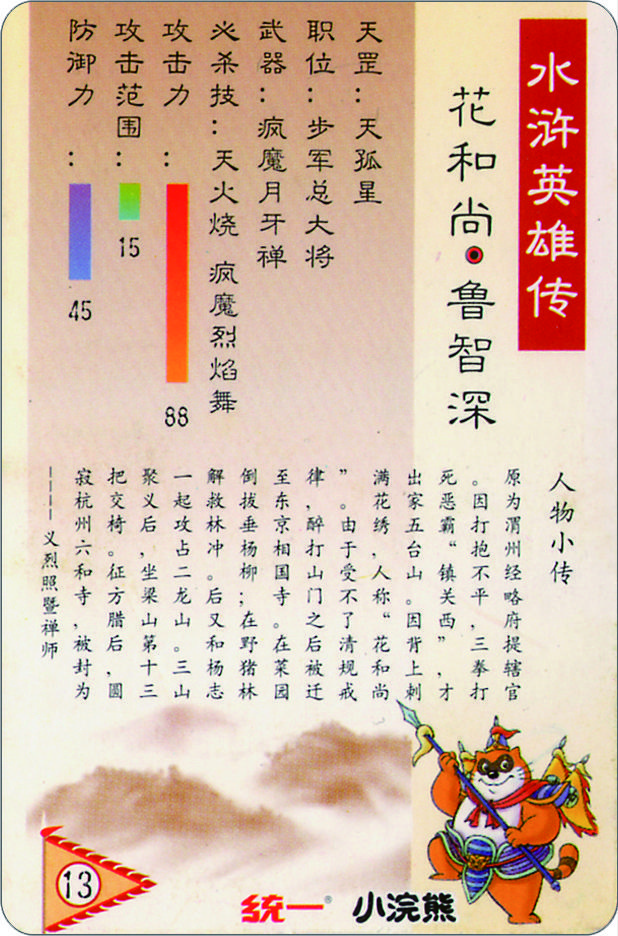 水浒英雄传
花和尚·鲁智深
天罡：天孤星
职位：步军总大将
武器：疯魔月牙禅
必杀技：天火烧 疯魔烈焰舞
攻击力：
88
攻击范围：
15
防御力：
45
人物小传
原为渭州经略府提辖官
。因打抱不平，三拳打
死恶霸“镇关西”，才
出家五台山。因背上刺
满花绣，人称“花和尚
”。由于受不了清规戒
律，醉打山门之后被迁
至东京相国寺。在菜园
倒拔垂杨柳；在野猪林
解救林冲。后又和杨志
一起攻占二龙山。三山
聚义后，坐梁山第十三
把交椅。征方腊后，圆
寂杭州六和寺，被封为
————义烈照暨禅师
13
统一® 小浣熊